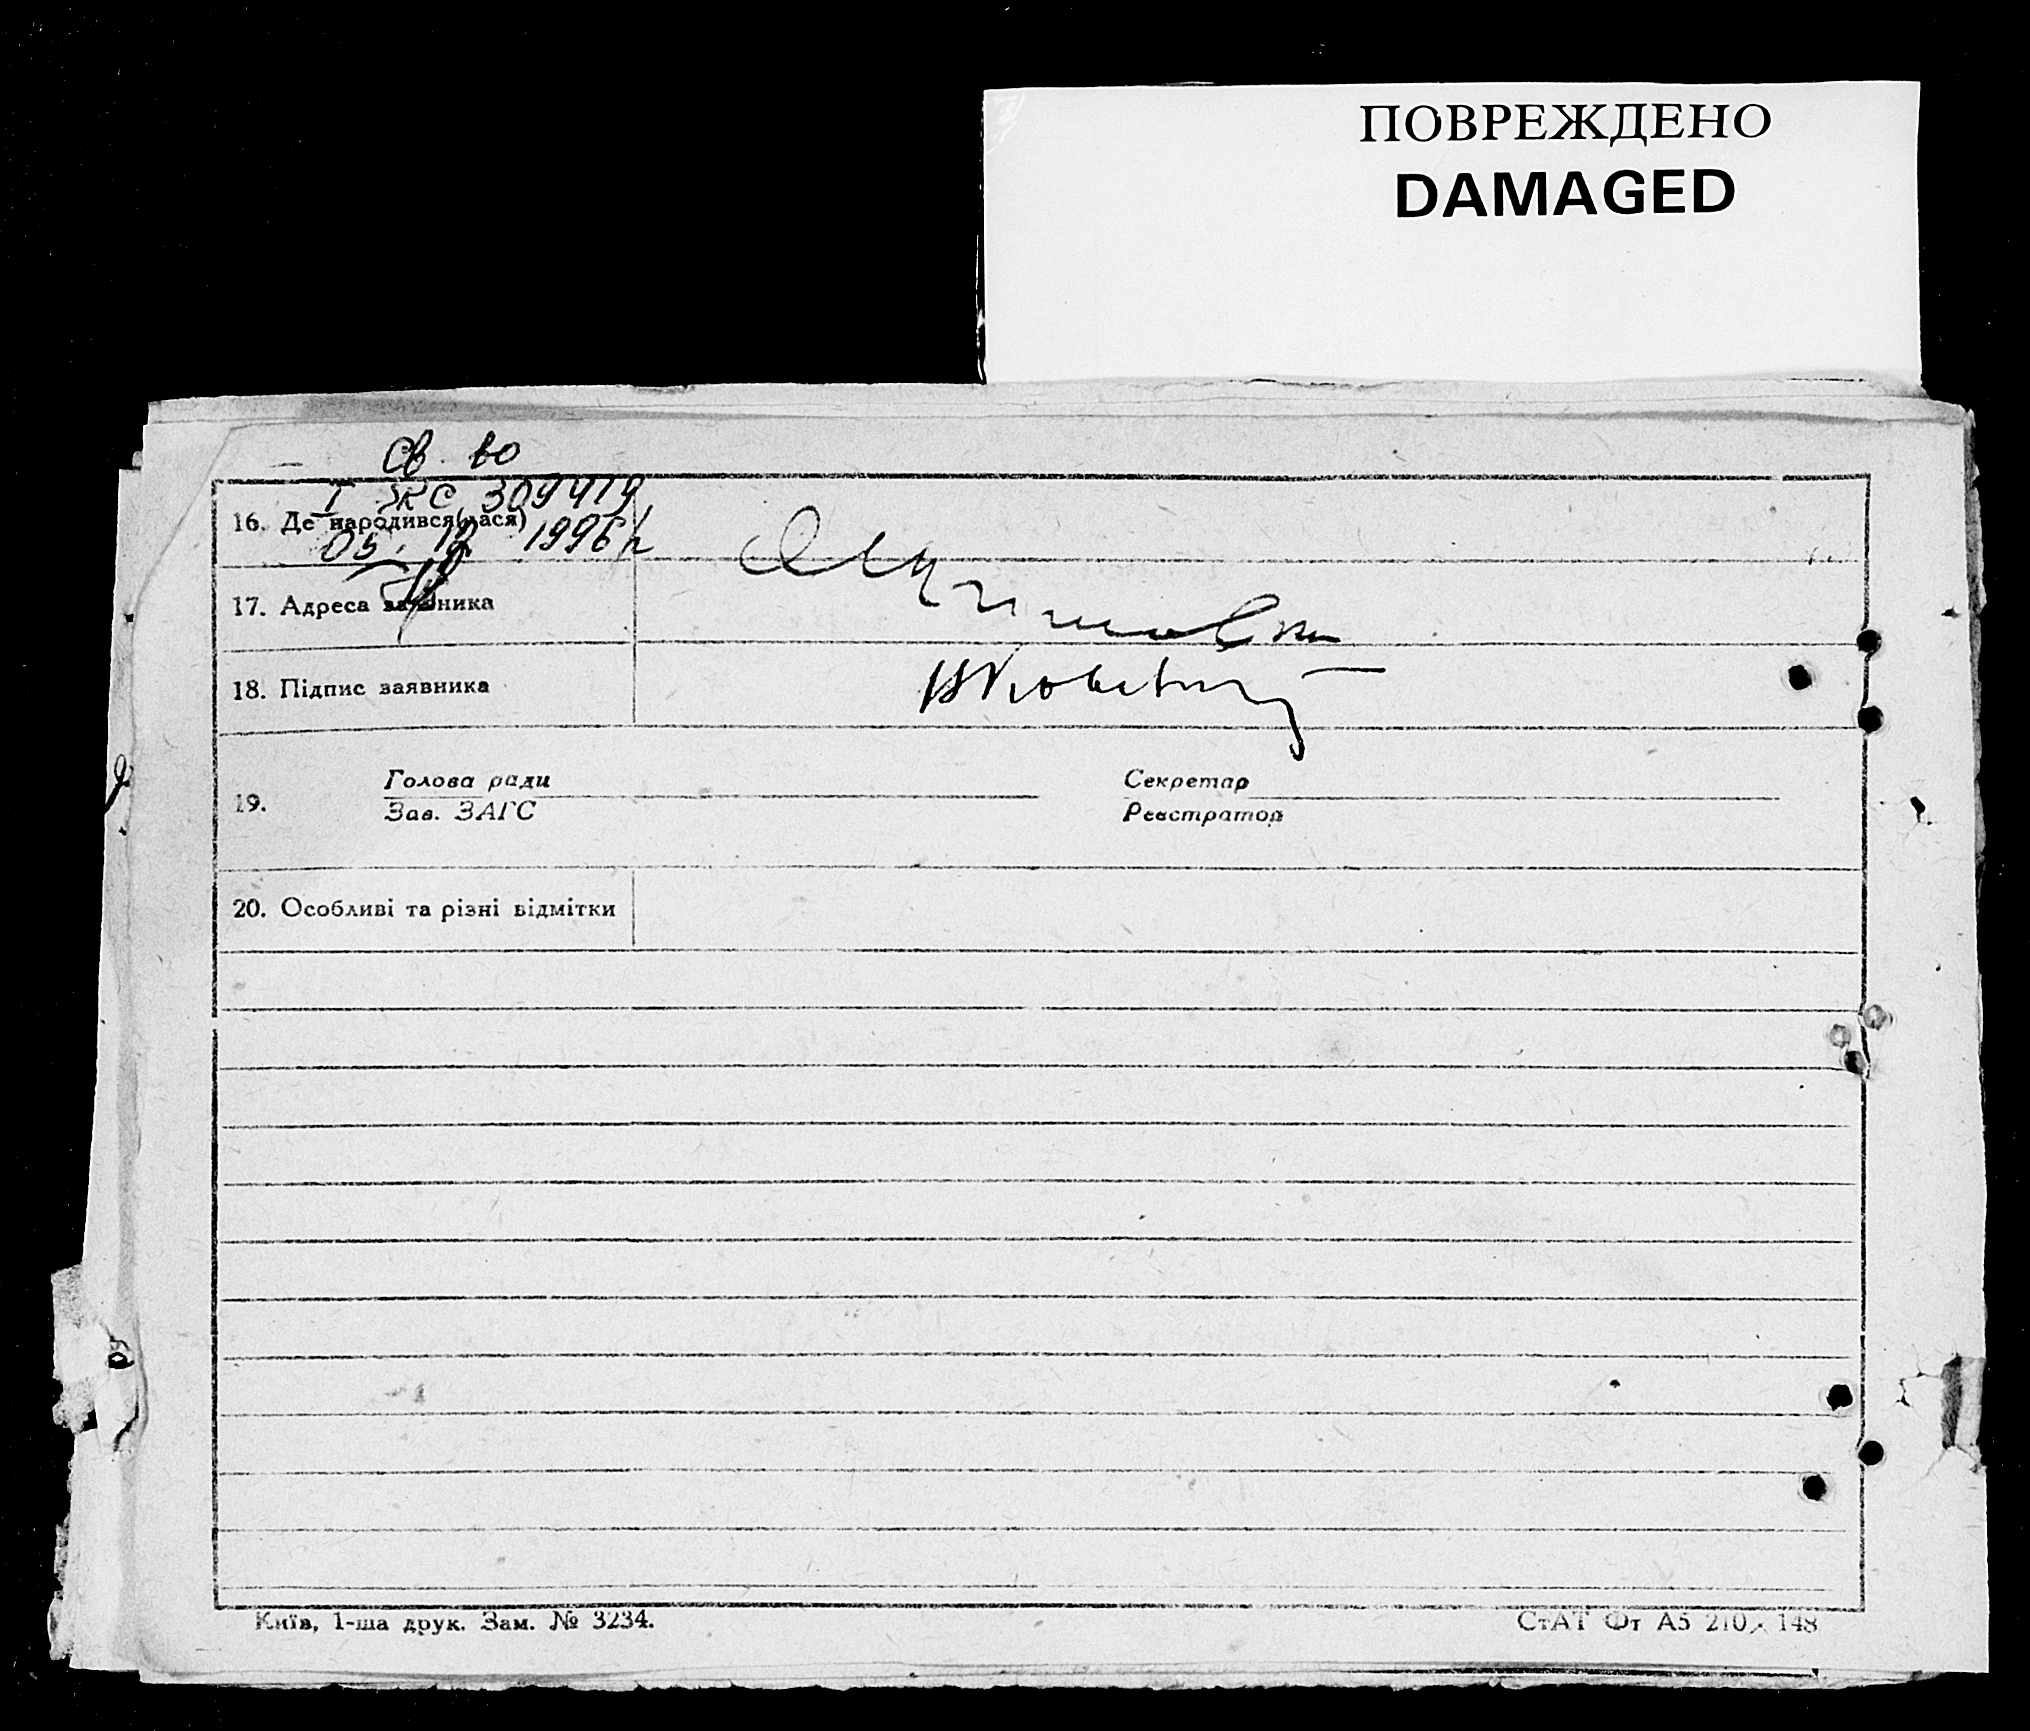 ПОВРЕЖДЕНО
DAMAGED
св. во
I ЖС 309419
16. Де народився(лася)
05. 12 1996 р
17. Адреса заявника
18. Підпис заявника
19. Голова ради
Зав. ЗАГС
Секретар
Реєстратор
20. Особливі та різні відмітки
Київ, 1-ша друк. Зам. № 3234.
СтАТ Фт А5 210×148